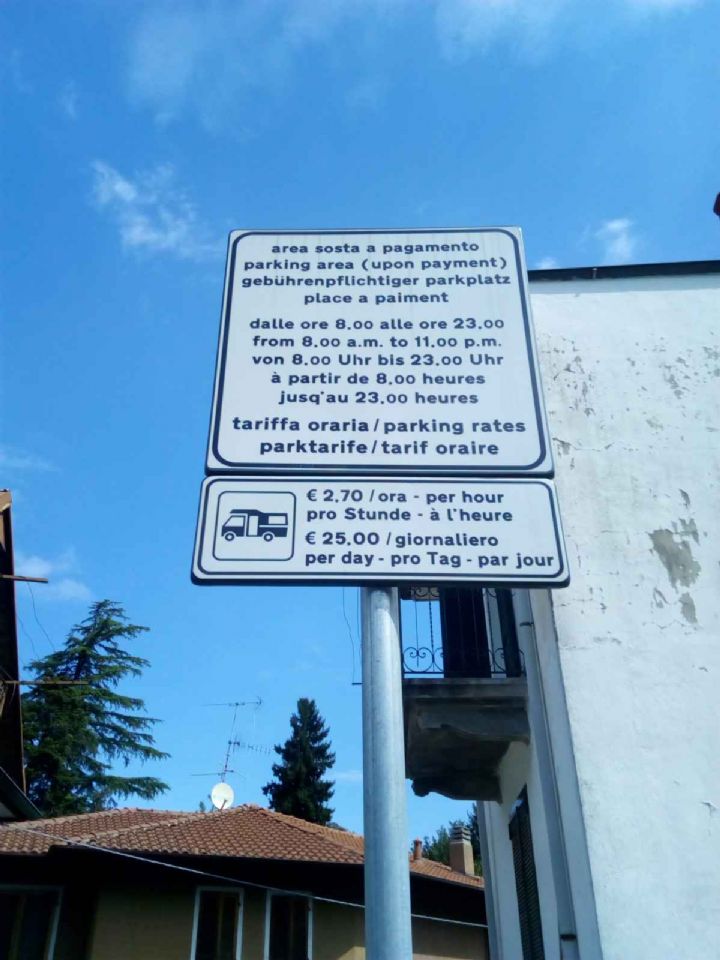 area sosta a pagamento
parking area (upon payment)
gebührenpflichtiger parkplatz
place a paiment
dalle ore 8.00 alle ore 23.00
from 8.00 a.m. to 11.00 p.m.
von 8.00 Uhr bis 23.00 Uhr
à partir de 8.00 heures
jusq'au 23.00 heures
tariffa oraria/parking rates
parktarife/tarif oraire
€ 2,70 /ora - per hour
pro Stunde - à l'heure
€ 25,00 /giornaliero
per day - pro Tag - par jour